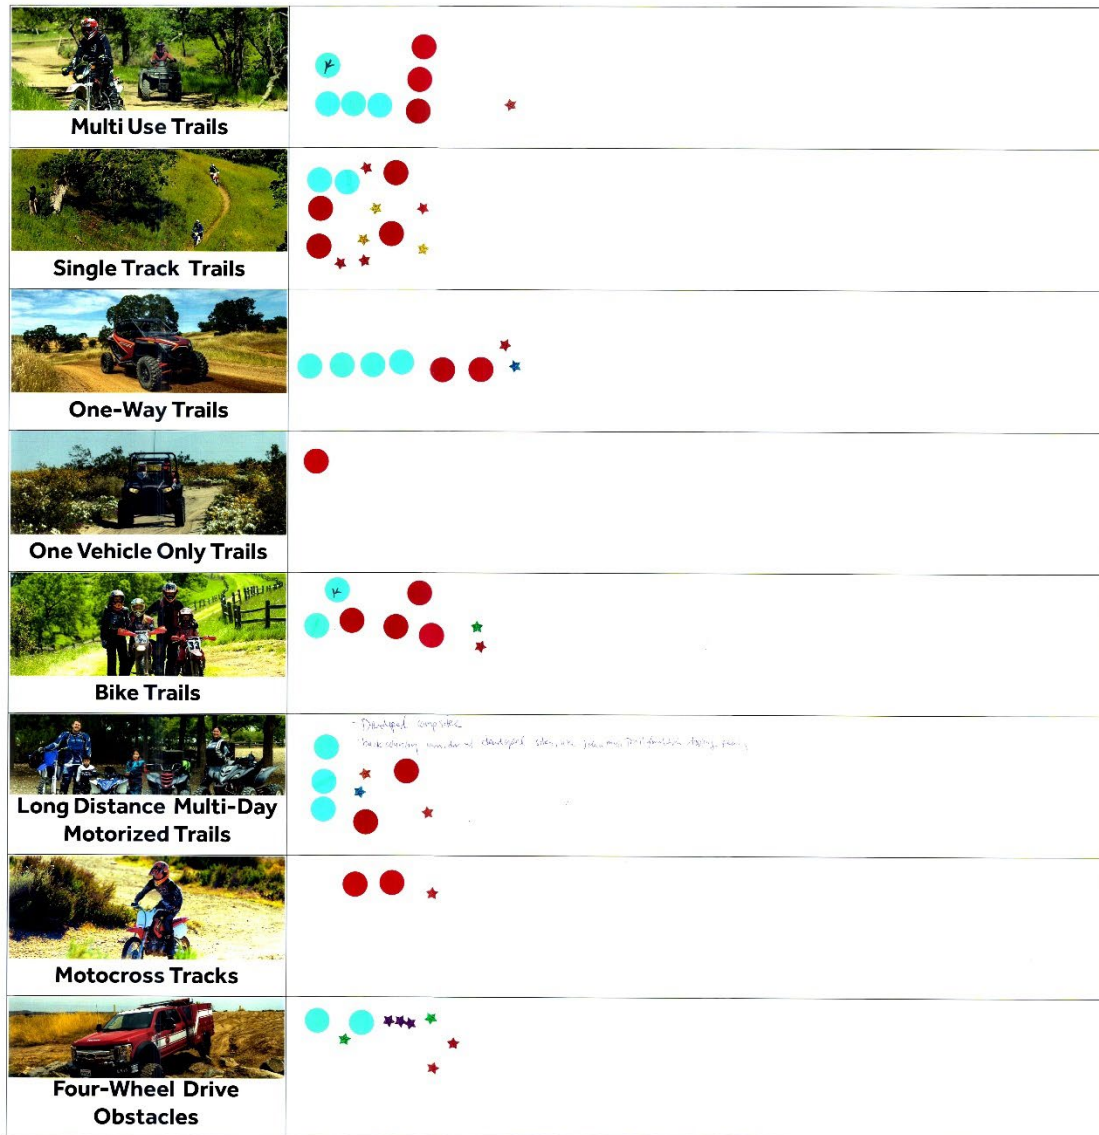 Multi Use Trails
Single Track Trails
One-Way Trails
One Vehicle Only Trails
Bike Trails
- Developed campsites
Long Distance Multi-Day
Motorized Trails
Motocross Tracks
Four-Wheel Drive
Obstacles